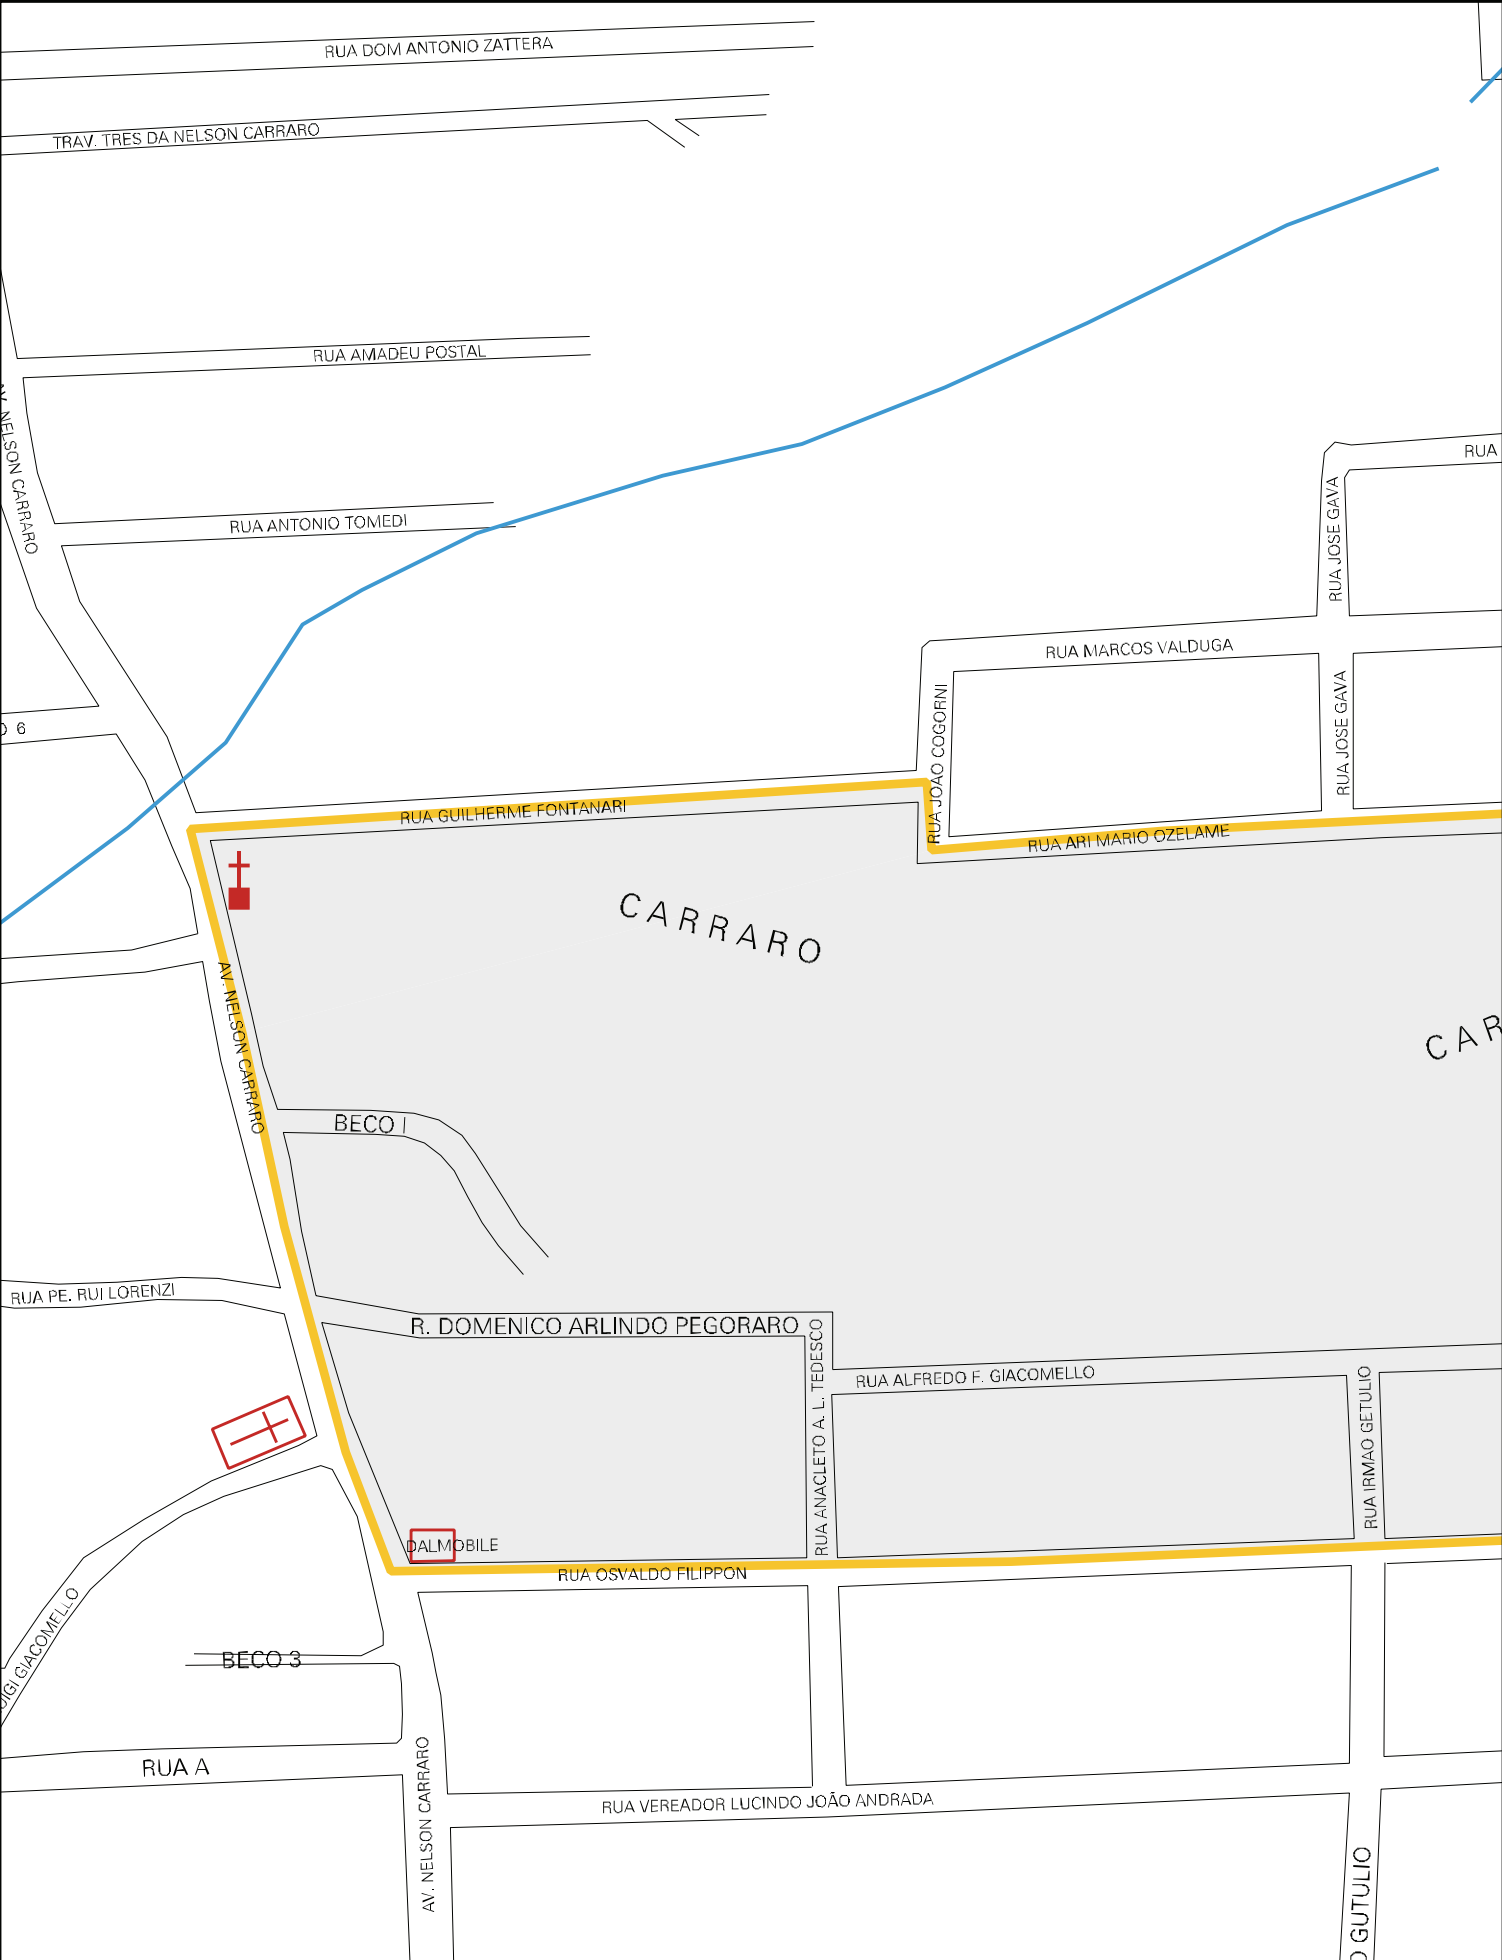 RUA DOM ANTONIO ZATTERA
TRAV. TRES DA NELSON CARRARO
RUA AMADEU POSTAL
NELSON CARRARO
RUA
RUA ANTONIO TOMEDI
RUA JOSE GAVA
RUA MARCOS VALDUGA
6
RUA JOAO COGORNI
RUA JOSE GAVA
RUA GUILHERME FONTANARI
RUA ARI MARIO OZELAME
CARRARO
AV. NELSON CARRARO
CAR
BECO I
RUA PE. RUI LORENZI
R. DOMENICO ARLINDO PEGORARO
RUA ANACLETO A. L. TEDESCO
RUA ALFREDO F. GIACOMELLO
RUA IRMAO GETULIO
DALMOBILE
RUA OSVALDO FILIPPON
GIACOMELLO
BECO 3
RUA A
AV. NELSON CARRARO
RUA VEREADOR LUCINDO JOÃO ANDRADA
GUTULIO